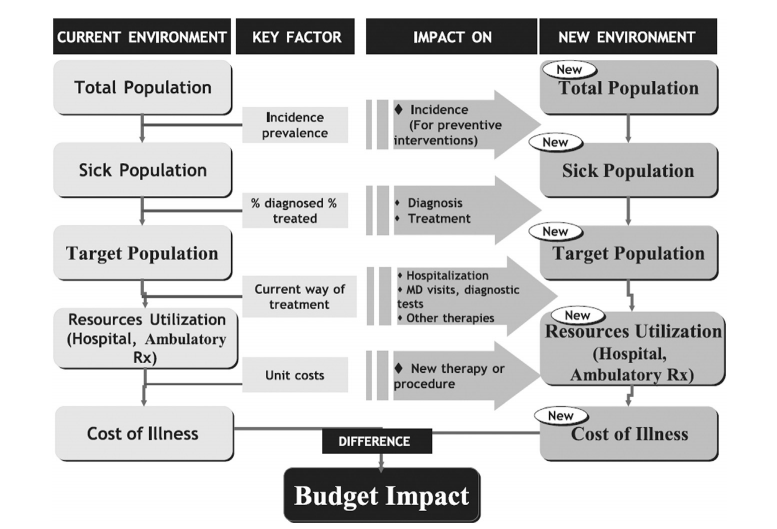 CURRENT ENVIRONMENT
KEY FACTOR
IMPACT ON
NEW ENVIRONMENT
Total Population
New
Total Population
Incidence
prevalence
♦ Incidence
(For preventive
interventions)
Sick Population
New
Sick Population
% diagnosed %
treated
♦ Diagnosis
♦ Treatment
Target Population
New
Target Population
Current way of
treatment
♦ Hospitalization
♦ MD visits, diagnostic
tests
♦ Other therapies
Resources Utilization
(Hospital, Ambulatory
Rx)
New
Resources Utilization
(Hospital,
Ambulatory Rx)
Unit costs
♦ New therapy or
procedure
Cost of Illness
New
Cost of Illness
DIFFERENCE
Budget Impact